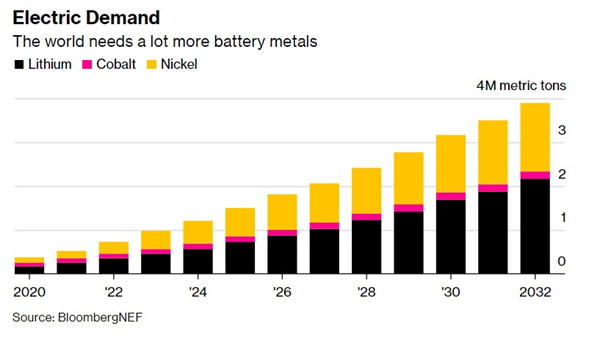 Electric Demand
The world needs a lot more battery metals
Lithium Cobalt Nickel
4M metric tons
3
2
1
0
2020 '22 '24 '26 '28 '30 2032
Source: BloombergNEF